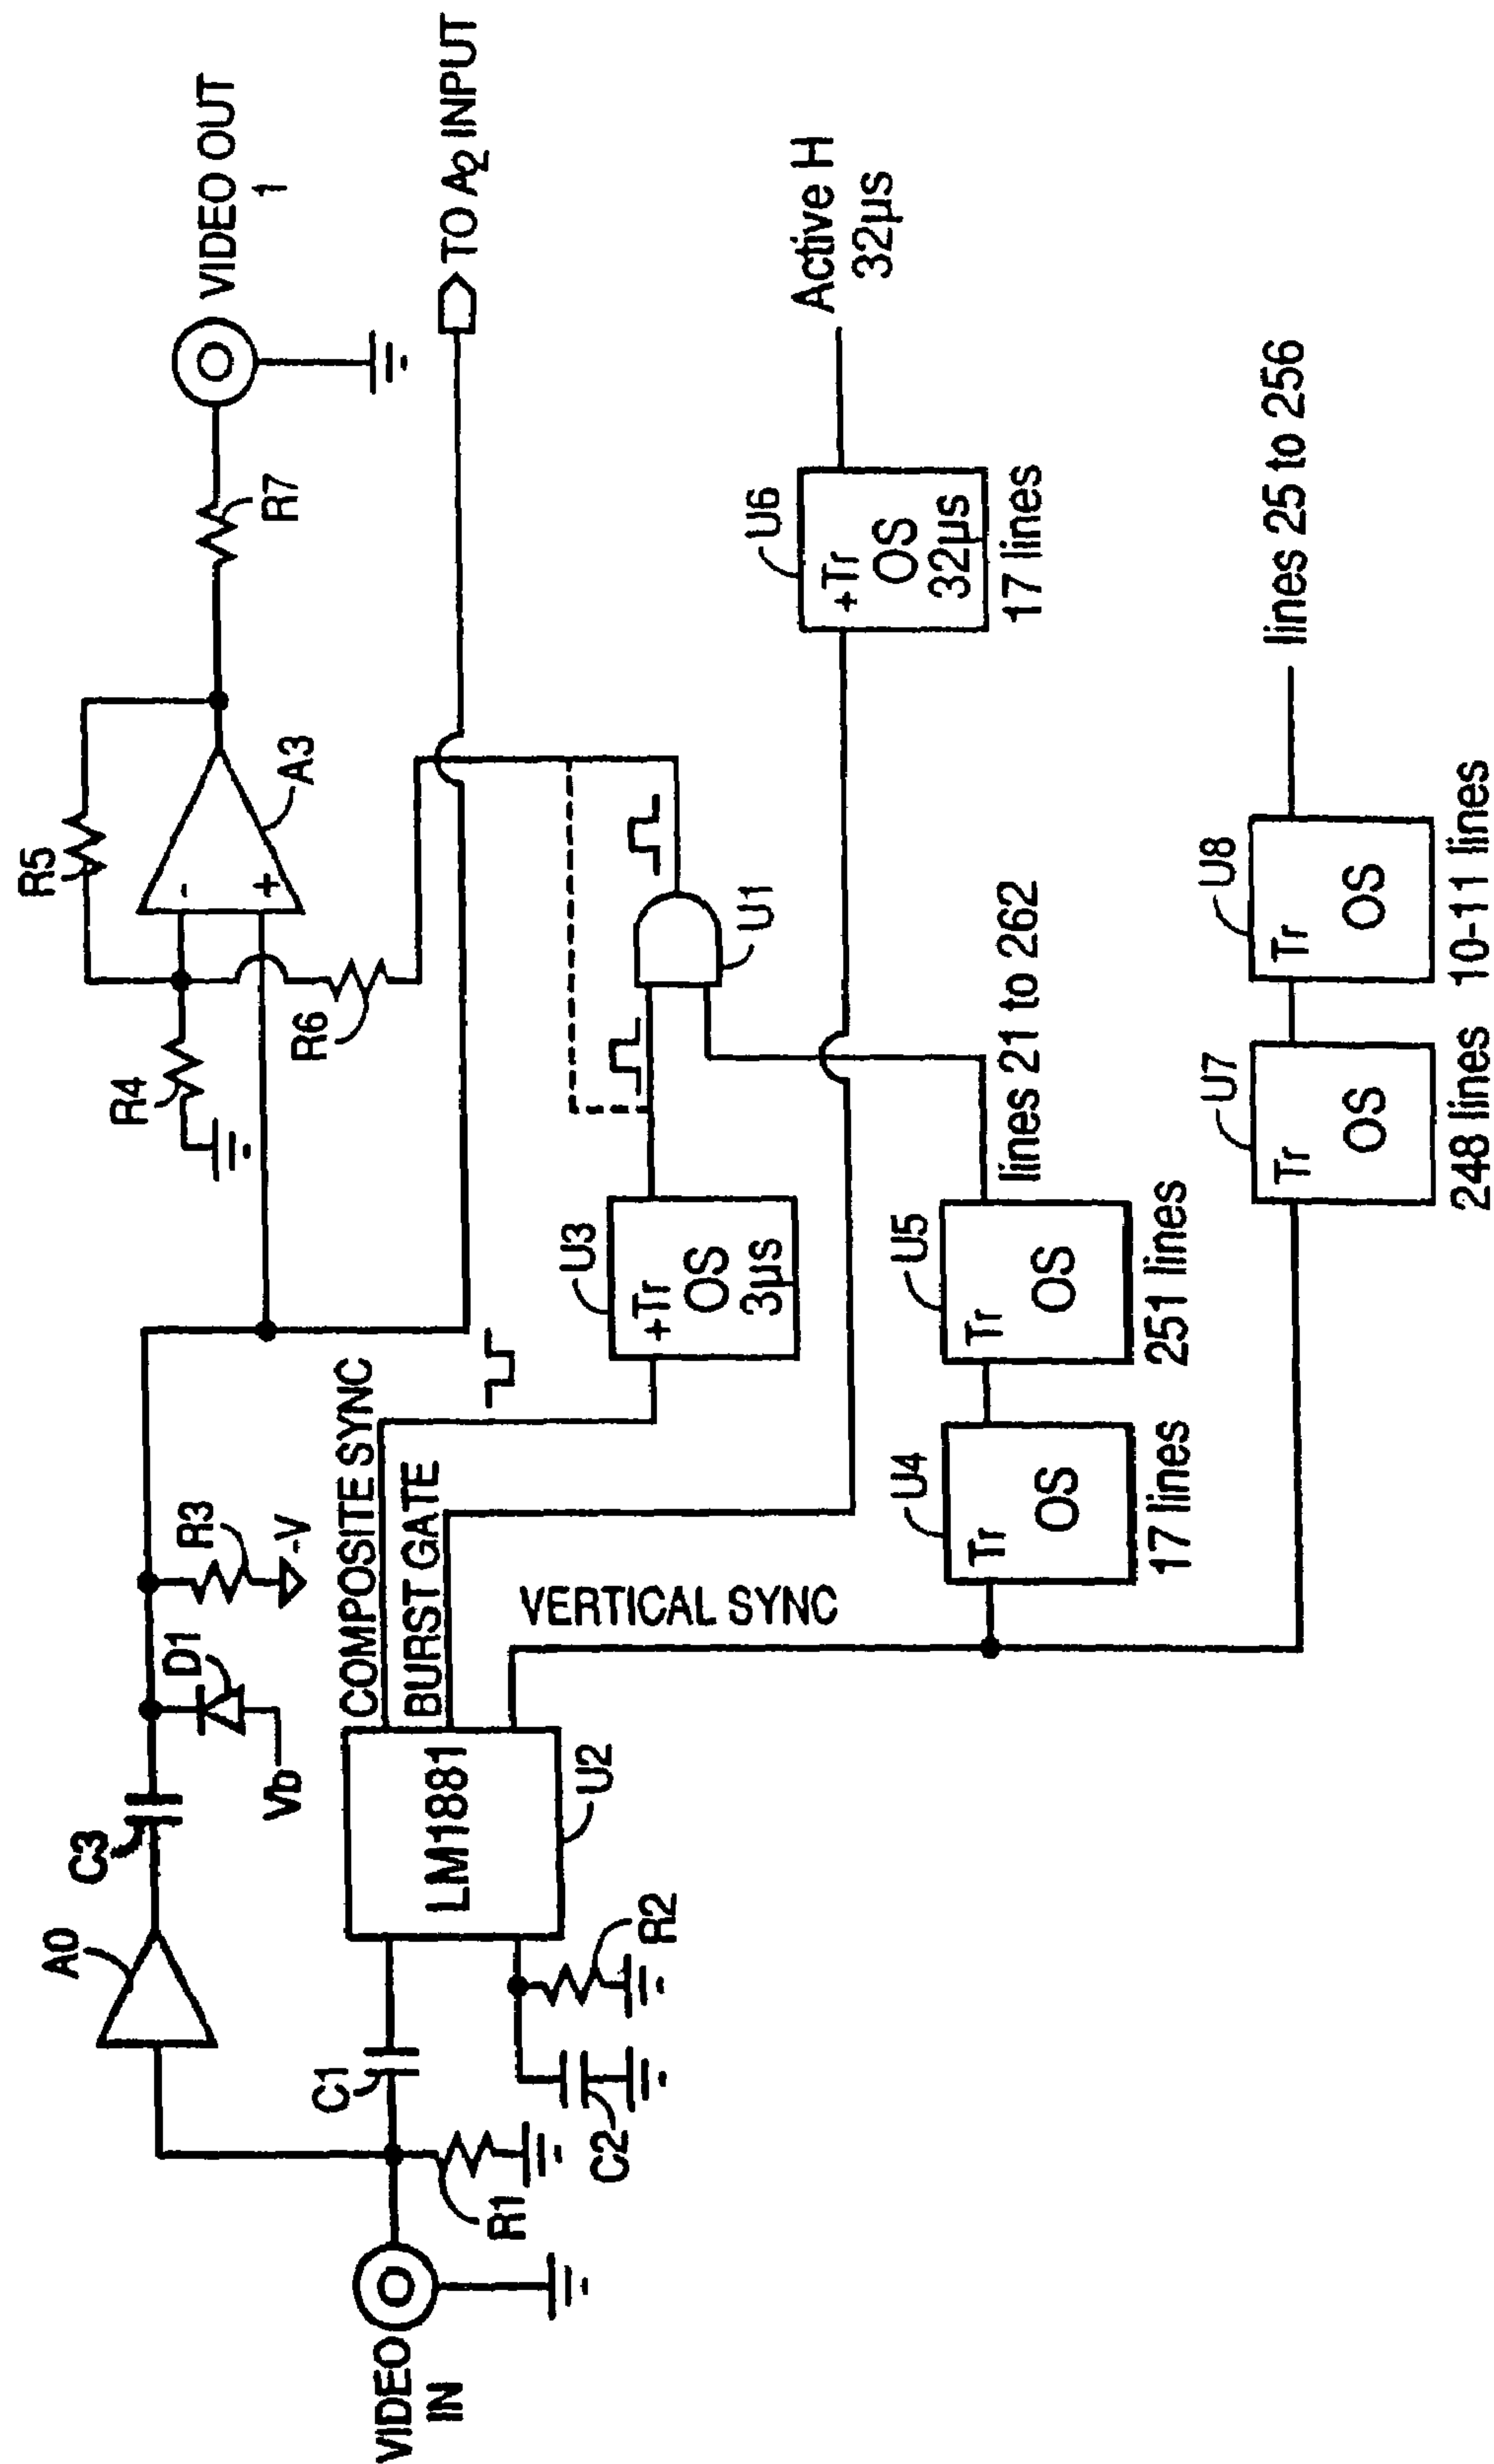 VIDEO
IN
R1
A0
C1
C2
R2
C3
LM1881
U2
Vb
D1
R3
-V
COMPOSITE SYNC
BURST GATE
VERTICAL SYNC
R4
R5
R6
-
+
A3
R7
VIDEO OUT
1
TO A2 INPUT
U3
+Tr
OS
3µs
U1
U4
Tr
OS
17 lines
U5
Tr
OS
251 lines
lines 21 to 262
U6
+Tr
OS
32µs
17 lines
Active H
32µs
U7
Tr
OS
248 lines
U8
Tr
OS
10-11 lines
lines 25 to 256